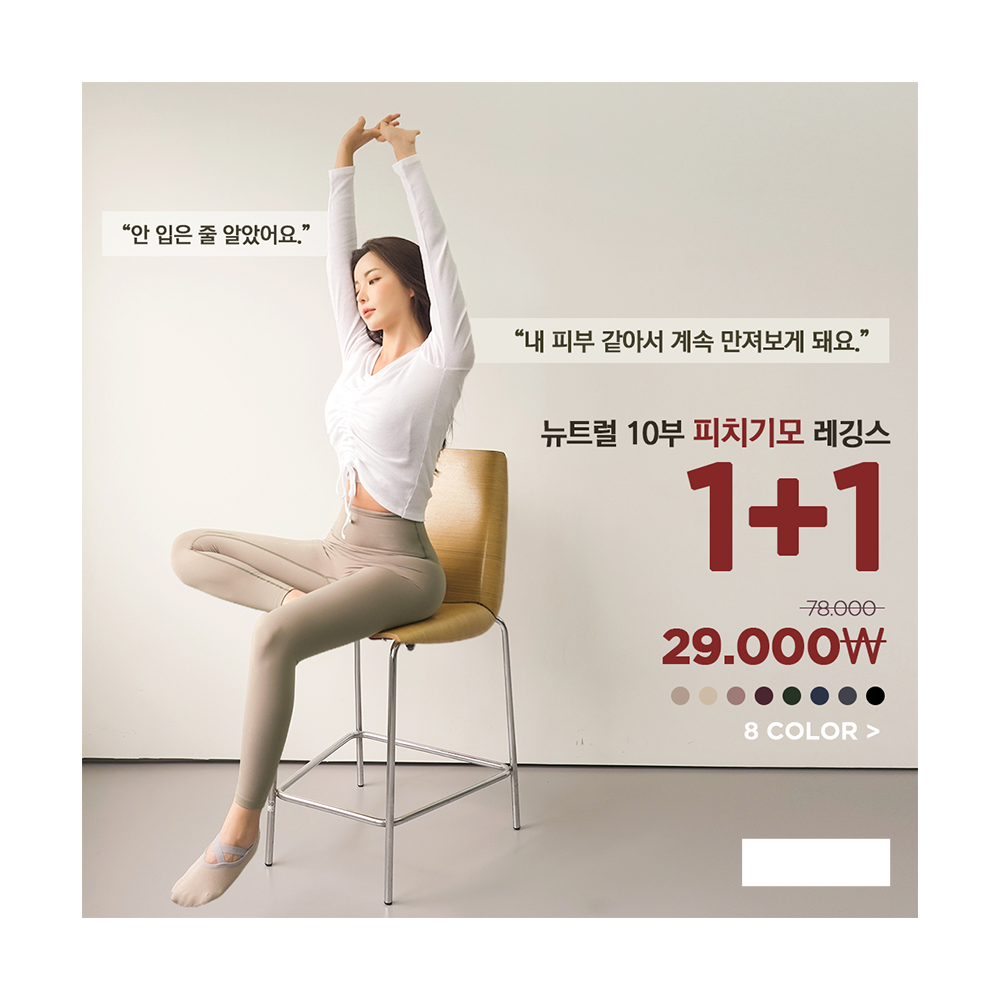 “안 입은 줄 알았어요.”
“내 피부 같아서 계속 만져보게 돼요.”
뉴트럴 10부 피치기모 레깅스
1+1
78.000
29.000₩
8 COLOR >